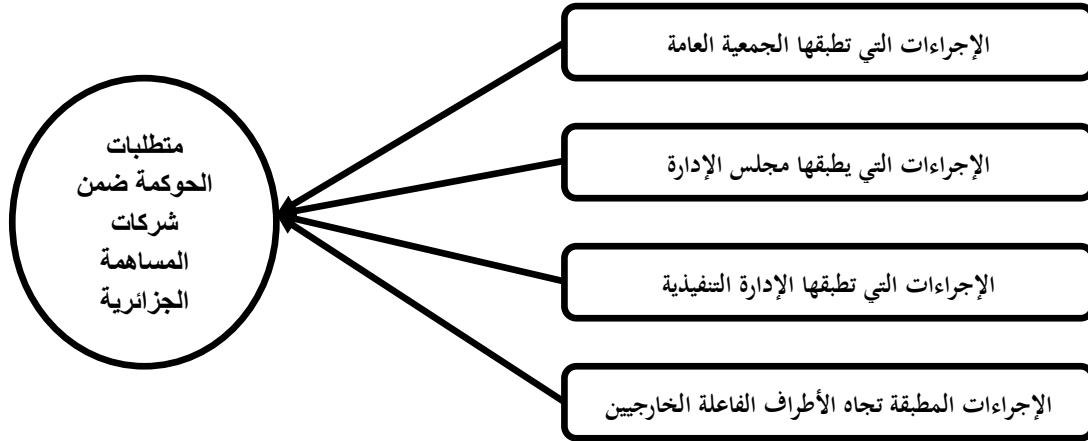 الإجراءات التي تطبقها الجمعية العامة
الإجراءات التي يطبقها مجلس الإدارة
الإجراءات التي تطبقها الإدارة التنفيذية
الإجراءات المطبقة تجاه الأطراف الفاعلة الخارجيين
متطلبات
الحوكمة ضمن
شركات
المساهمة
الجزائرية